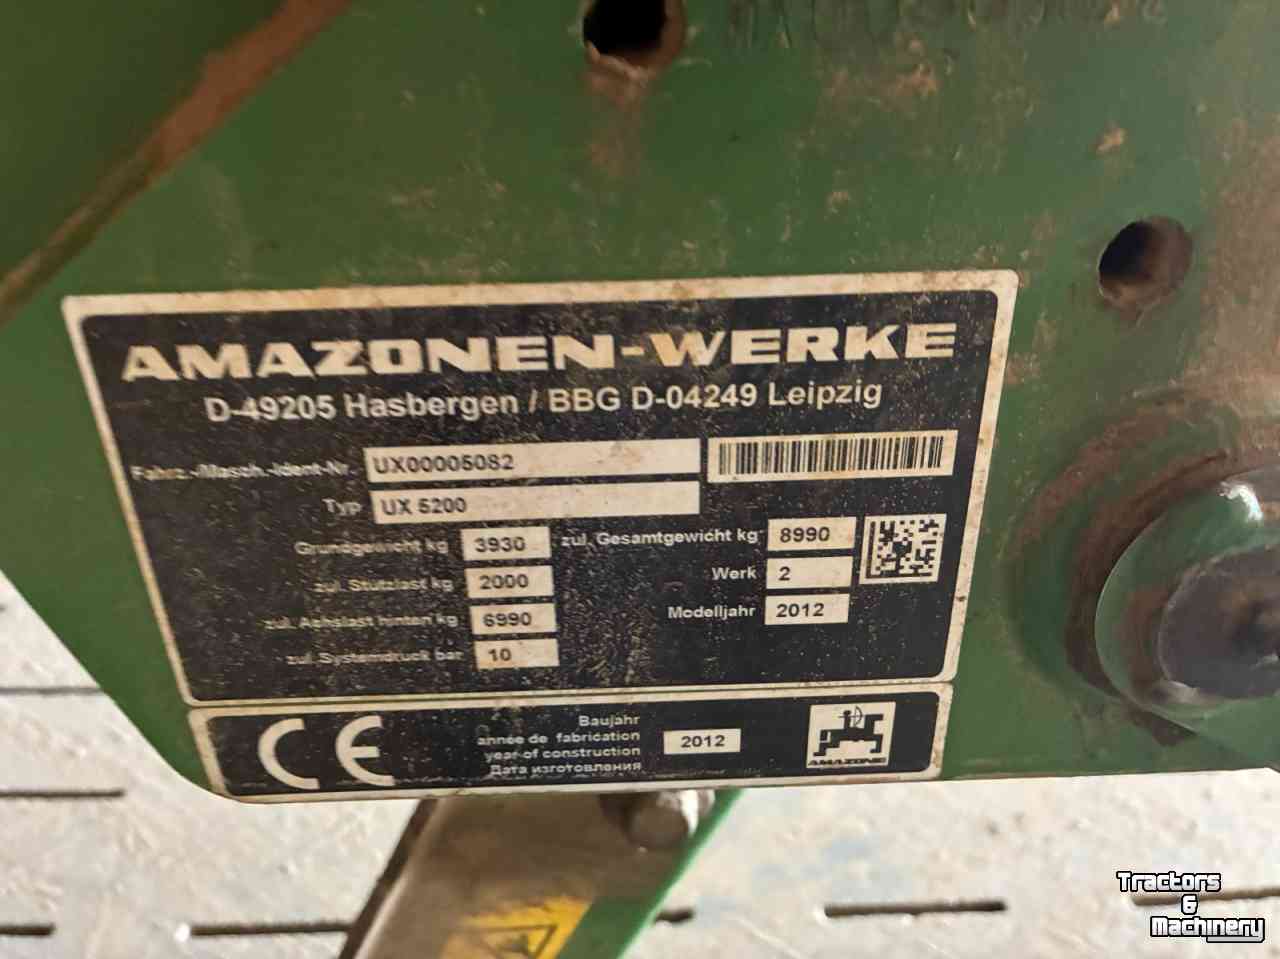 AMAZONEN-WERKE
D-49205 Hasbergen / BBG D-04249 Leipzig
Fahrz.-/Masch.-Ident-Nr. UX00005082
Typ UX 5200
Grundgewicht kg 3930 zul. Gesamtgewicht kg 8990
zul. Stützlast kg 2000 Werk 2
zul. Achslast hinten kg 6990 Modelljahr 2012
zul. Systemdruck bar 10
CE
Baujahr
année de fabrication
year of construction 2012
Дата изготовления
AMAZONE
Tractors
&
Machinery